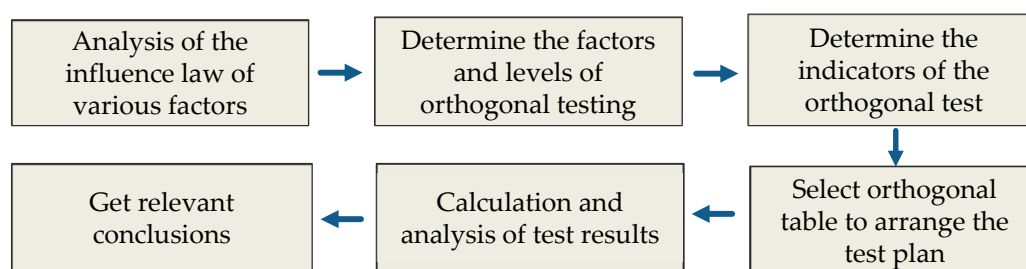 Analysis of the
influence law of
various factors
Determine the factors
and levels of
orthogonal testing
Determine the
indicators of the
orthogonal test
Select orthogonal
table to arrange the
test plan
Calculation and
analysis of test results
Get relevant
conclusions